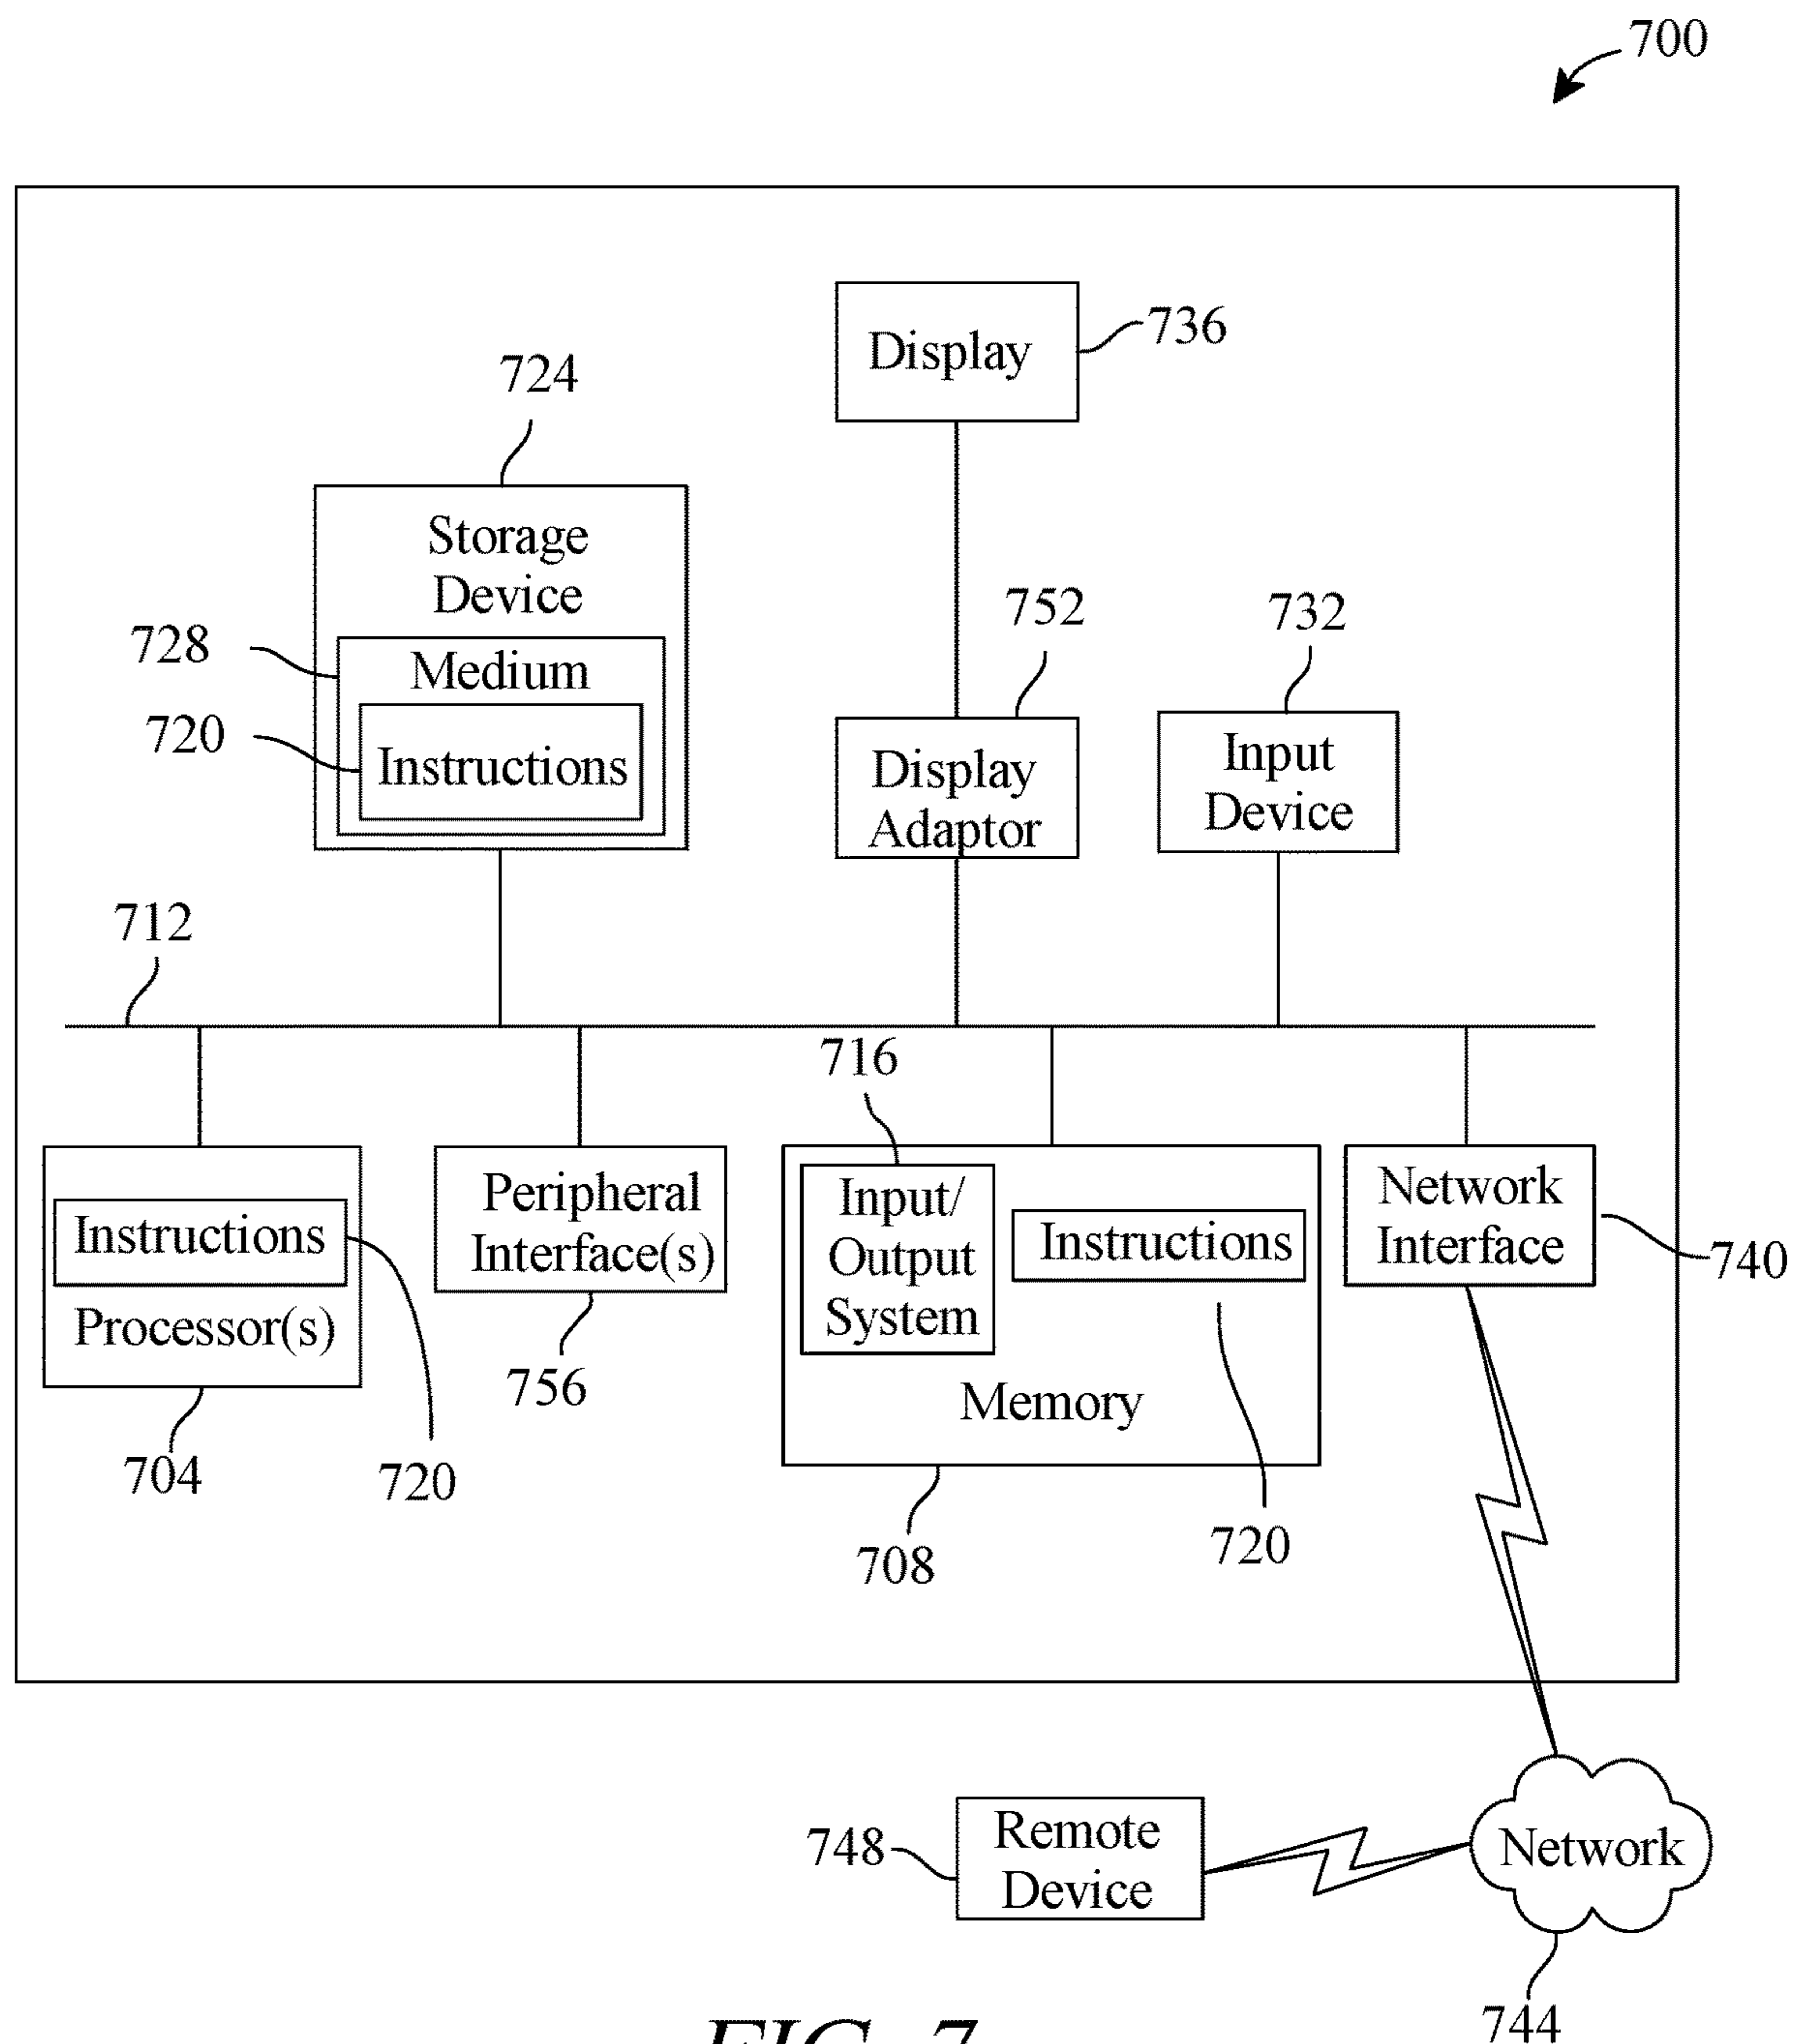 700
Display
736
724
Storage
Device
728
Medium
720
Instructions
752
Display
Adaptor
732
Input
Device
712
716
Instructions
Processor(s)
704
720
Peripheral
Interface(s)
756
Input/
Output
System
Instructions
Memory
708
720
Network
Interface
740
748
Remote
Device
Network
744
FIG. 7